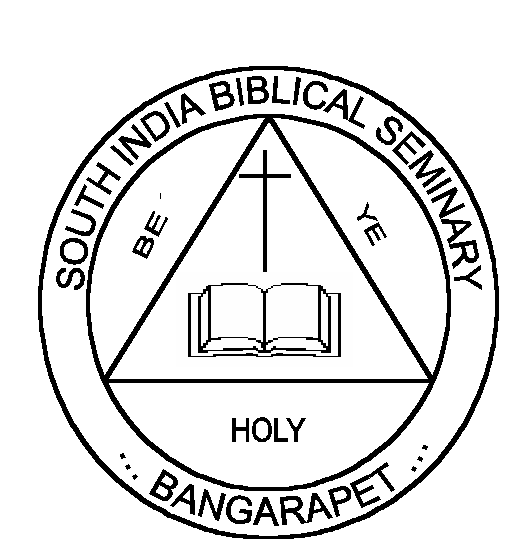 SOUTH INDIA BIBLICAL SEMINARY
BE
YE
HOLY
... BANGARAPET ...